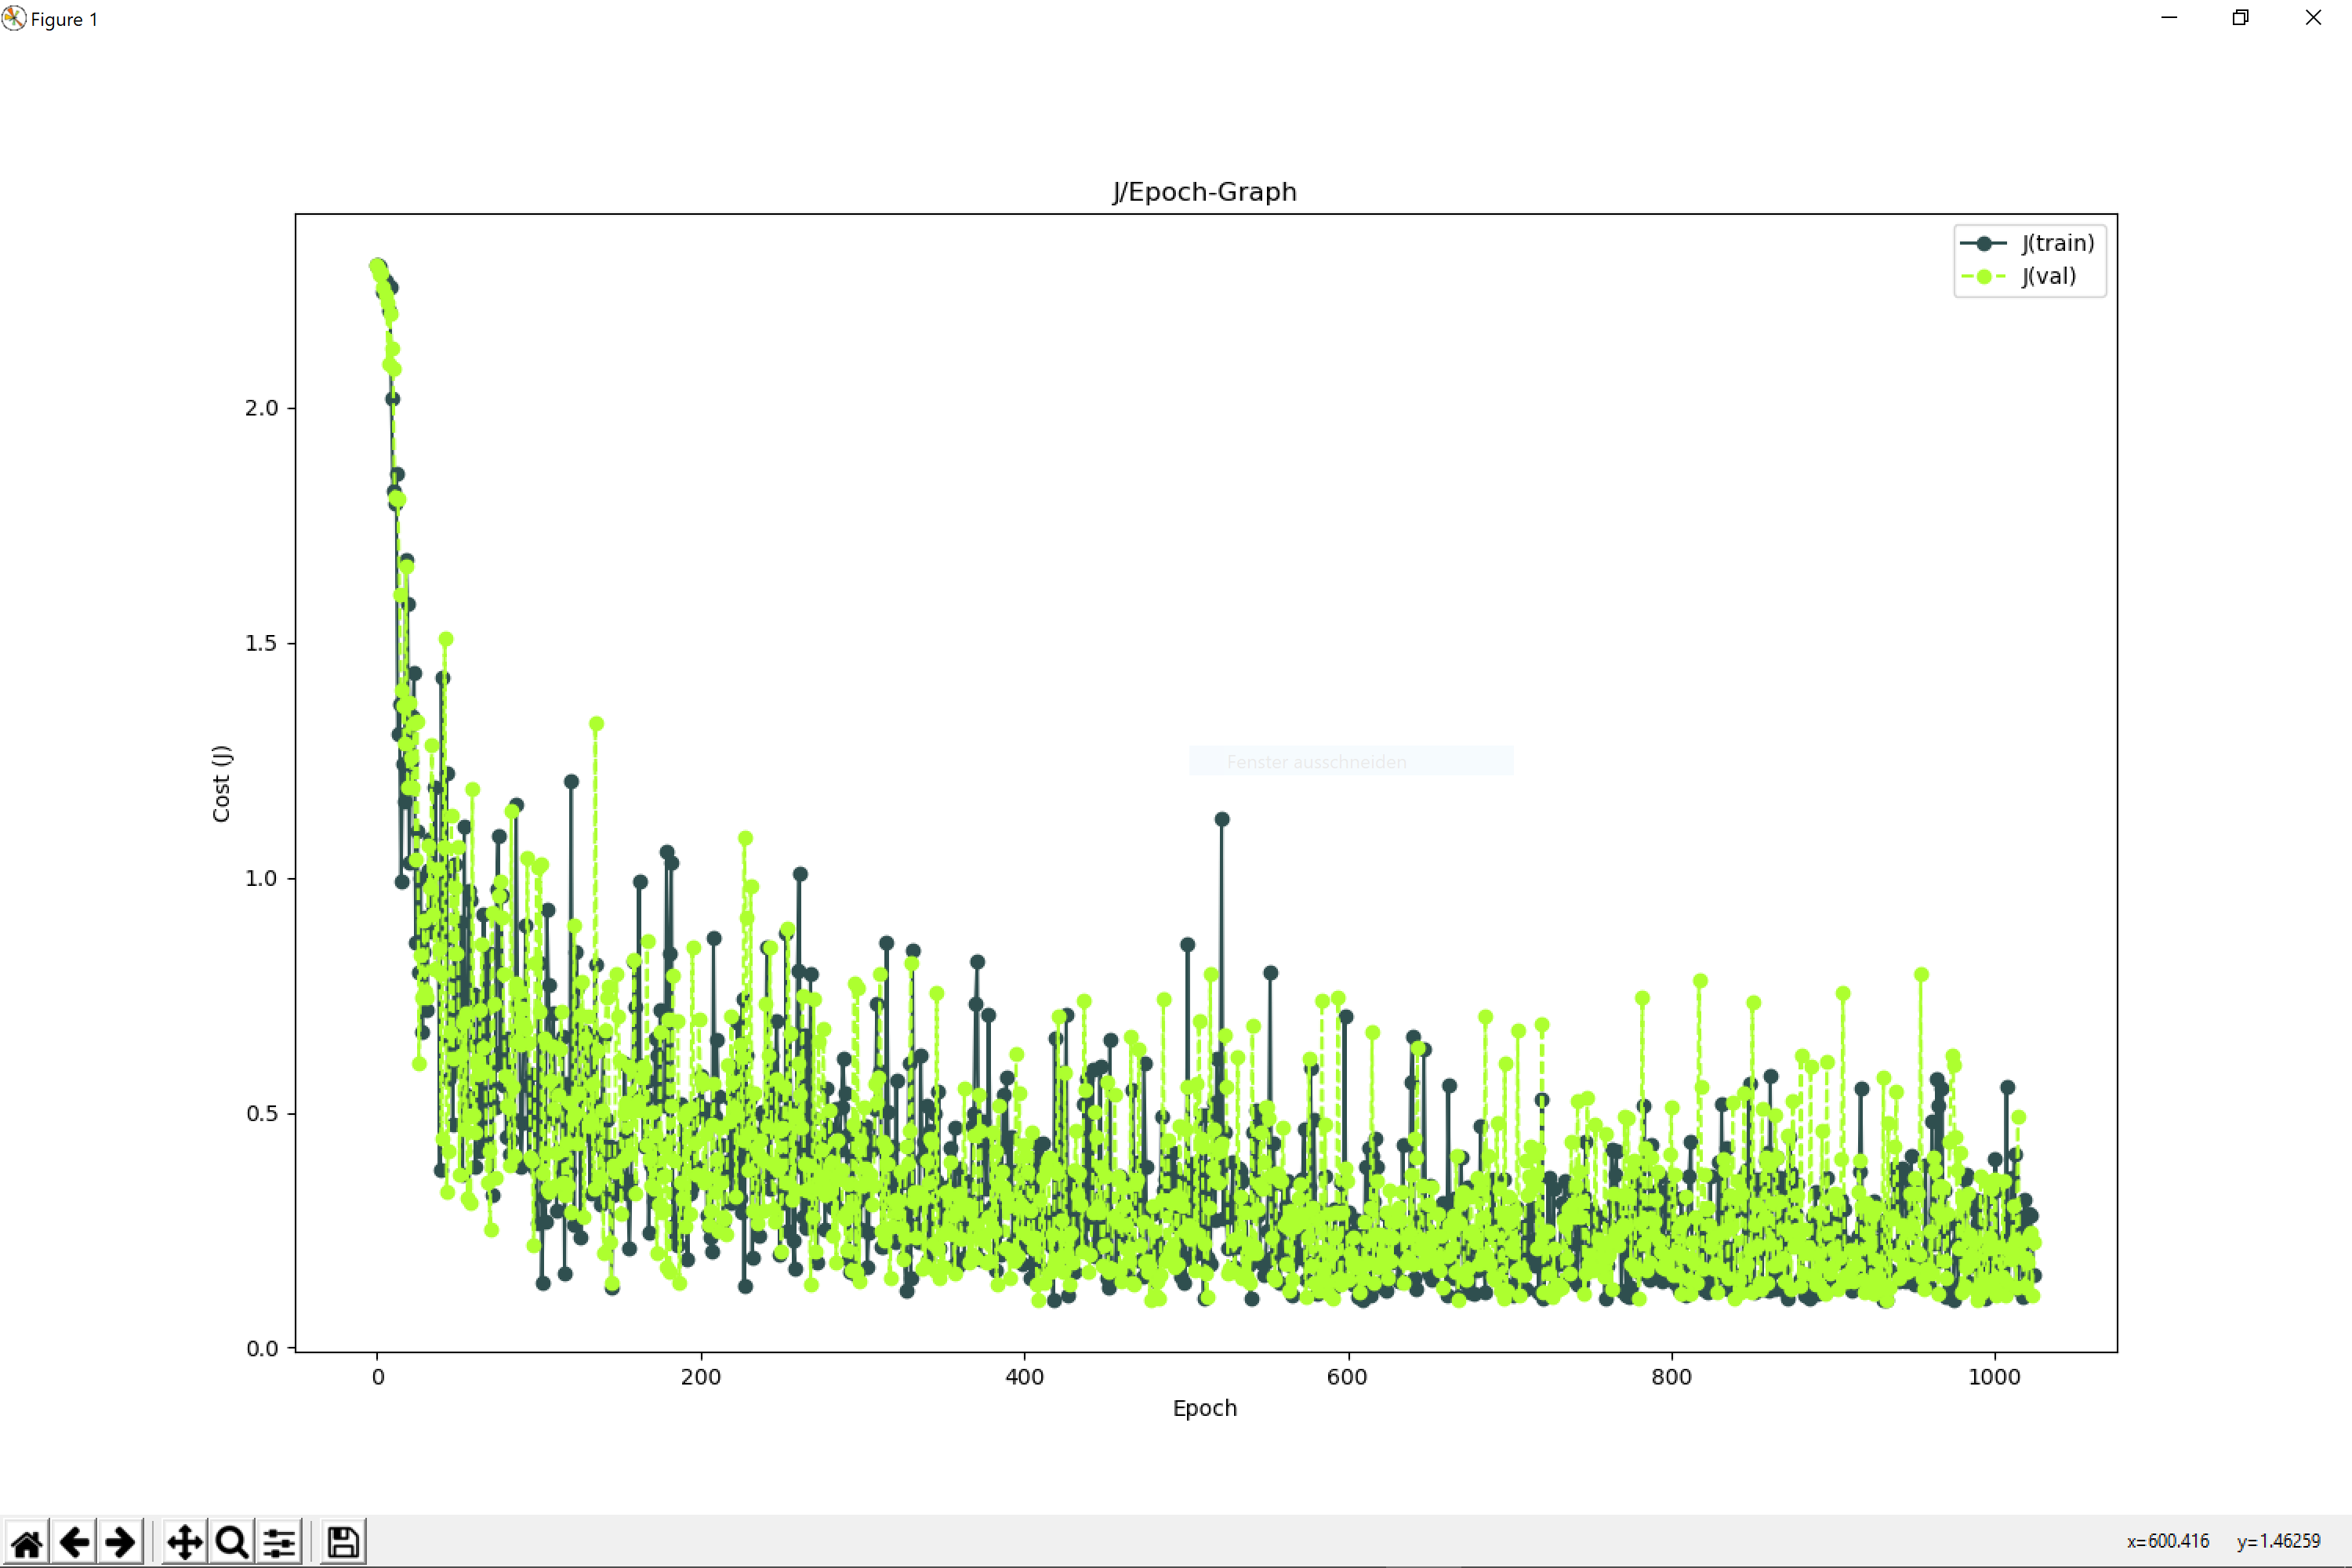 Figure 1
J/Epoch-Graph
J(train)
J(val)
2.0
1.5
1.0
0.5
0.0
Cost (J)
Fenster ausschneiden
0 200 400 600 800 1000
Epoch
x=600.416 y=1.46259